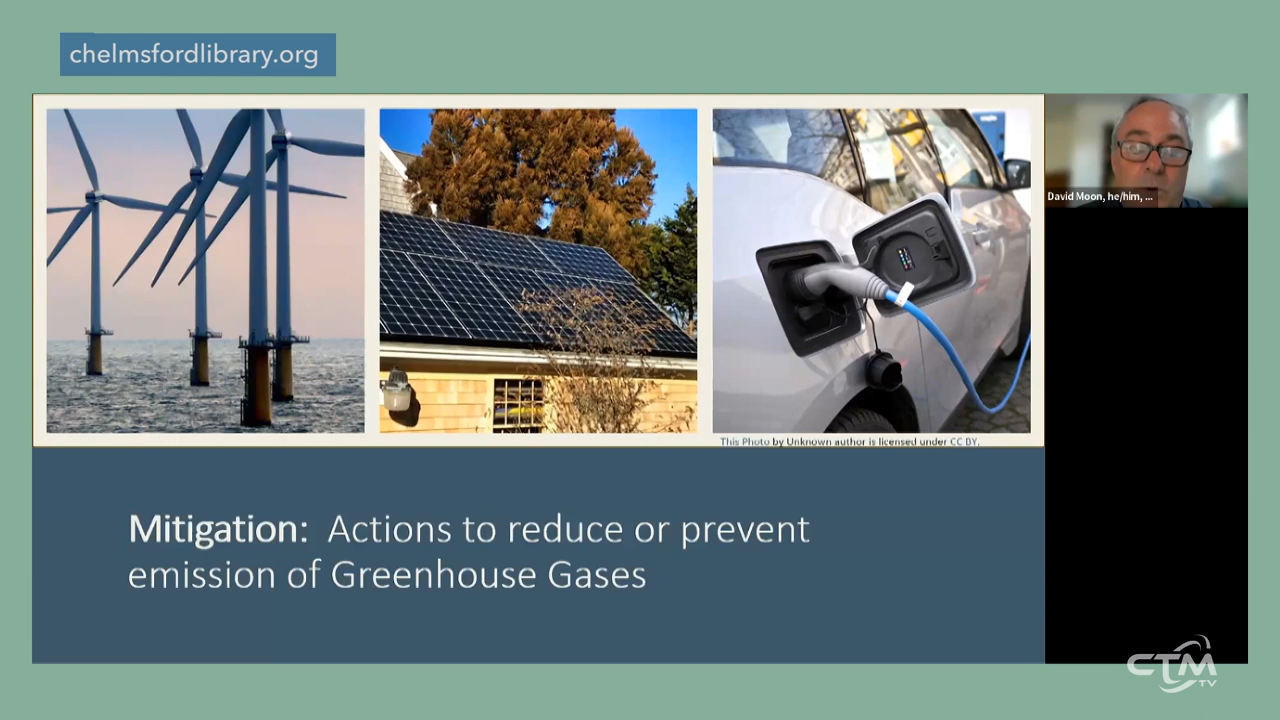 chelmsfordlibrary.org
David Moon, he/him, ...
This Photo by Unknown author is licensed under CC BY.
Mitigation: Actions to reduce or prevent
emission of Greenhouse Gases
CTM
TV